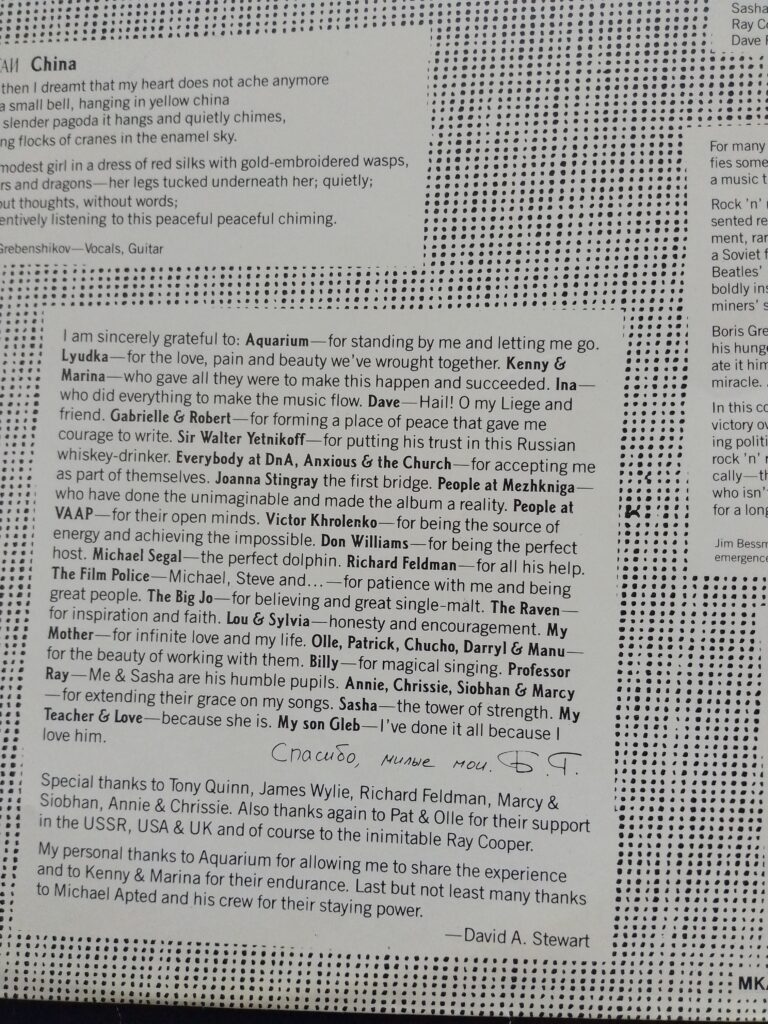 Sasha
Ray
Dave
China
then I dreamt that my heart does not ache anymore
a small bell, hanging in yellow china
slender pagoda it hangs and quietly chimes,
flocks of cranes in the enamel sky.
modest girl in a dress of red silks with gold-embroidered wasps,
and dragons—her legs tucked underneath her; quietly;
thoughts, without words;
listening to this peaceful peaceful chiming.
Grebenshikov—Vocals, Guitar
I am sincerely grateful to: Aquarium—for standing by me and letting me go.
Lyudka—for the love, pain and beauty we've wrought together. Kenny &
Marina—who gave all they were to make this happen and succeeded. Ina—
who did everything to make the music flow. Dave—Hail! O my Liege and
friend. Gabrielle & Robert—for forming a place of peace that gave me
courage to write. Sir Walter Yetnikoff—for putting his trust in this Russian
whiskey-drinker. Everybody at DnA, Anxious & the Church—for accepting me
as part of themselves. Joanna Stingray the first bridge. People at Mezhkniga—
who have done the unimaginable and made the album a reality. People at
VAAP—for their open minds. Victor Khrolenko—for being the source of
energy and achieving the impossible. Don Williams—for being the perfect
host. Michael Segal—the perfect dolphin. Richard Feldman—for all his help.
The Film Police—Michael, Steve and...—for patience with me and being
great people. The Big Jo—for believing and great single-malt. The Raven—
for inspiration and faith. Lou & Sylvia—honesty and encouragement. My
Mother—for infinite love and my life. Olle, Patrick, Chucho, Darryl & Manu—
for the beauty of working with them. Billy—for magical singing. Professor
Ray—Me & Sasha are his humble pupils. Annie, Chrissie, Siobhan & Marcy
—for extending their grace on my songs. Sasha—the tower of strength. My
Teacher & Love—because she is. My son Gleb—I've done it all because I
love him.
Спасибо, милые мои. Б.Г.
Special thanks to Tony Quinn, James Wylie, Richard Feldman, Marcy &
Siobhan, Annie & Chrissie. Also thanks again to Pat & Olle for their support
in the USSR, USA & UK and of course to the inimitable Ray Cooper.
My personal thanks to Aquarium for allowing me to share the experience
and to Kenny & Marina for their endurance. Last but not least many thanks
to Michael Apted and his crew for their staying power.
—David A. Stewart
For many
fies some
a music
Rock 'n'
sented
ment,
a Soviet
Beatles'
boldly
miners'
Boris
his
ate it him
miracle.
In this
victory
ing
rock 'n'
cally—
who isn'
for a long
Jim
emergence